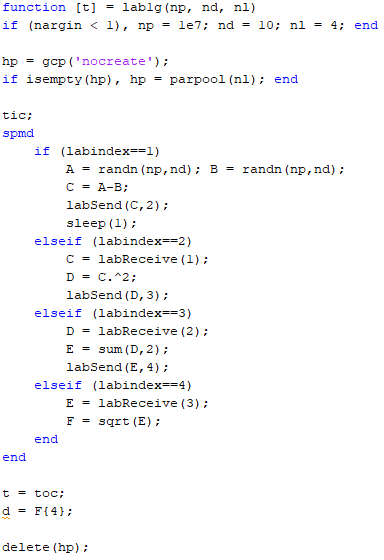 function [t] = lab1g(np, nd, nl)
if (nargin < 1), np = 1e7; nd = 10; nl = 4; end
hp = gcp('nocreate');
if isempty(hp), hp = parpool(nl); end
tic;
spmd
if (labindex==1)
A = randn(np,nd); B = randn(np,nd);
C = A-B;
labSend(C,2);
sleep(1);
elseif (labindex==2)
C = labReceive(1);
D = C.^2;
labSend(D,3);
elseif (labindex==3)
D = labReceive(2);
E = sum(D,2);
labSend(E,4);
elseif (labindex==4)
E = labReceive(3);
F = sqrt(E);
end
end
t = toc;
d = F{4};
delete(hp);